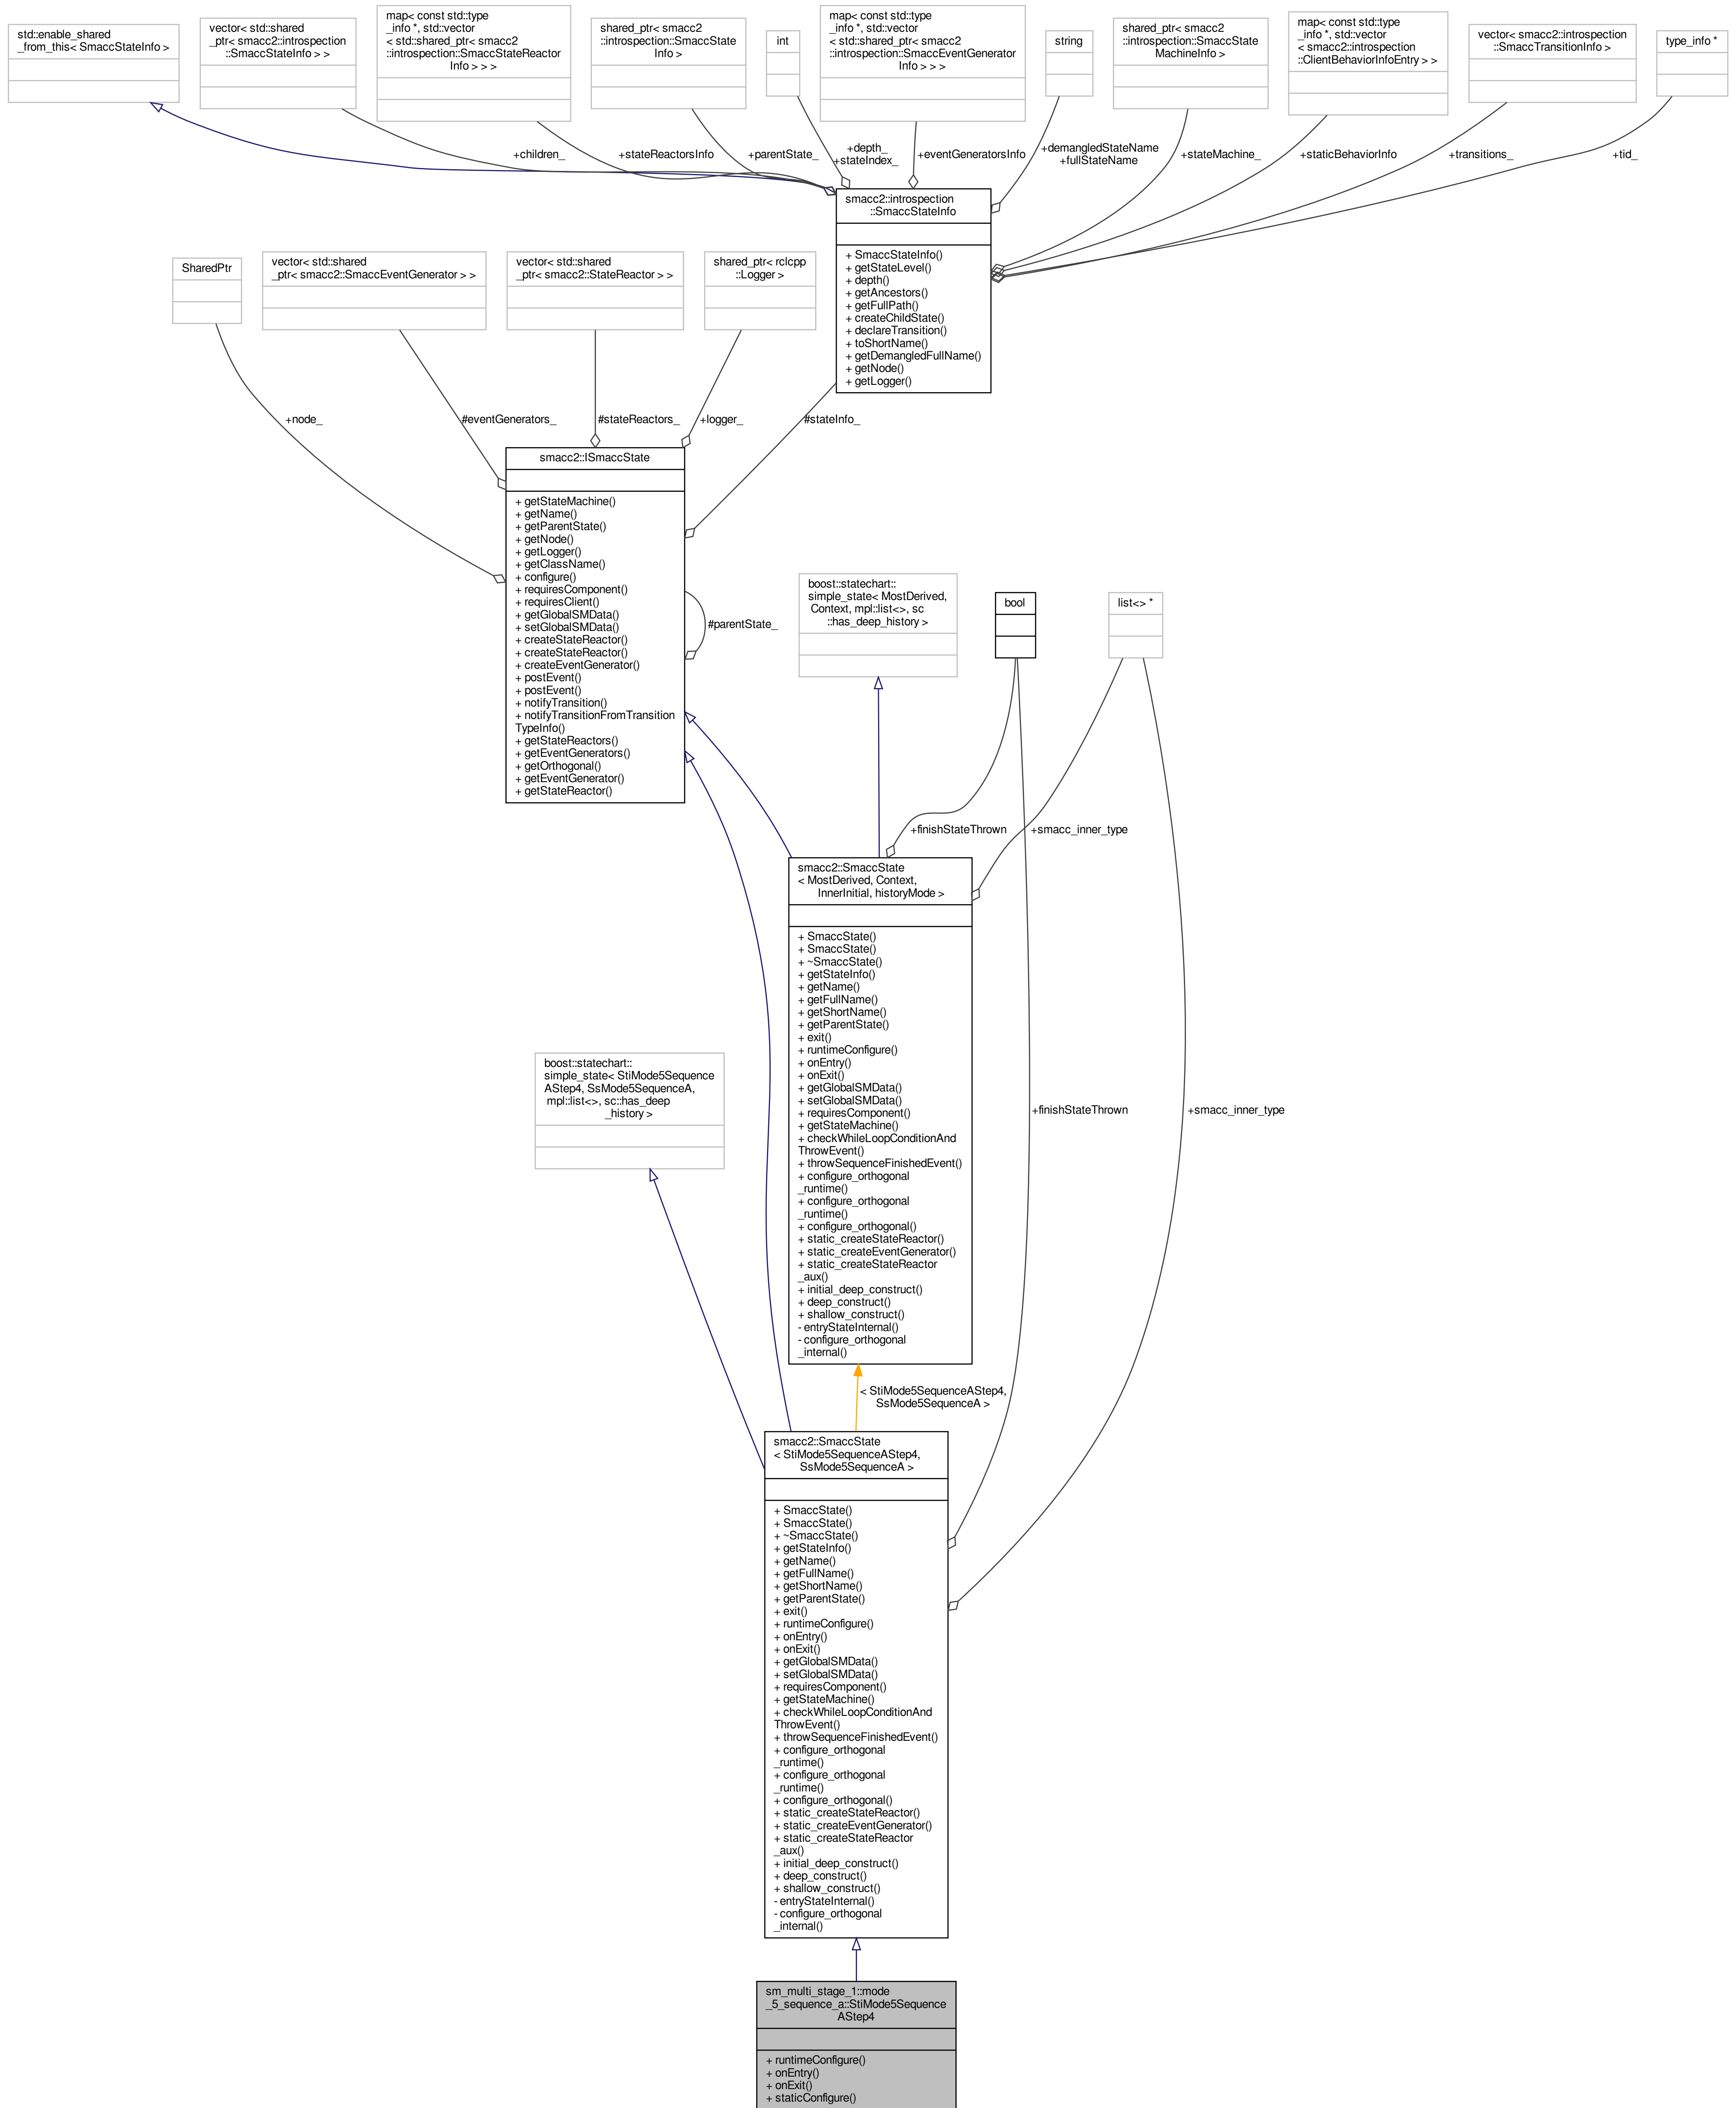 std::enable_shared
_from_this< SmaccStateInfo >
vector< std::shared
_ptr< smacc2::introspection
::SmaccStateInfo > >
map< const std::type
_info *, std::vector
< std::shared_ptr< smacc2
::introspection::SmaccStateReactor
Info > > >
shared_ptr< smacc2
::introspection::SmaccState
Info >
int
map< const std::type
_info *, std::vector
< std::shared_ptr< smacc2
::introspection::SmaccEventGenerator
Info > > >
string
shared_ptr< smacc2
::introspection::SmaccState
MachineInfo >
map< const std::type
_info *, std::vector
< smacc2::introspection
::ClientBehaviorInfoEntry > >
vector< smacc2::introspection
::SmaccTransitionInfo >
type_info *
+children_
+stateReactorsInfo
+parentState_
+depth_
+stateIndex_
+eventGeneratorsInfo
+demangledStateName
+fullStateName
+stateMachine_
+staticBehaviorInfo
+transitions_
+tid_
smacc2::introspection
::SmaccStateInfo
+ SmaccStateInfo()
+ getStateLevel()
+ depth()
+ getAncestors()
+ getFullPath()
+ createChildState()
+ declareTransition()
+ toShortName()
+ getDemangledFullName()
+ getNode()
+ getLogger()
SharedPtr
vector< std::shared
_ptr< smacc2::SmaccEventGenerator > >
vector< std::shared
_ptr< smacc2::StateReactor > >
shared_ptr< rclcpp
::Logger >
+node_
#eventGenerators_
#stateReactors_
+logger_
#stateInfo_
smacc2::ISmaccState
+ getStateMachine()
+ getName()
+ getParentState()
+ getNode()
+ getLogger()
+ getClassName()
+ configure()
+ requiresComponent()
+ requiresClient()
+ getGlobalSMData()
+ setGlobalSMData()
+ createStateReactor()
+ createStateReactor()
+ createEventGenerator()
+ postEvent()
+ postEvent()
+ notifyTransition()
+ notifyTransitionFromTransition
TypeInfo()
+ getStateReactors()
+ getEventGenerators()
+ getOrthogonal()
+ getEventGenerator()
+ getStateReactor()
#parentState_
boost::statechart::
simple_state< MostDerived,
Context, mpl::list<>, sc
::has_deep_history >
bool
list<> *
+finishStateThrown
+smacc_inner_type
smacc2::SmaccState
< MostDerived, Context,
InnerInitial, historyMode >
+ SmaccState()
+ SmaccState()
+ ~SmaccState()
+ getStateInfo()
+ getName()
+ getFullName()
+ getShortName()
+ getParentState()
+ exit()
+ runtimeConfigure()
+ onEntry()
+ onExit()
+ getGlobalSMData()
+ setGlobalSMData()
+ requiresComponent()
+ getStateMachine()
+ checkWhileLoopConditionAnd
ThrowEvent()
+ throwSequenceFinishedEvent()
+ configure_orthogonal
_runtime()
+ configure_orthogonal
_runtime()
+ configure_orthogonal()
+ static_createStateReactor()
+ static_createEventGenerator()
+ static_createStateReactor
_aux()
+ initial_deep_construct()
+ deep_construct()
+ shallow_construct()
- entryStateInternal()
- configure_orthogonal
_internal()
boost::statechart::
simple_state< StiMode5Sequence
AStep4, SsMode5SequenceA,
mpl::list<>, sc::has_deep
_history >
+finishStateThrown
+smacc_inner_type
< StiMode5SequenceAStep4,
SsMode5SequenceA >
smacc2::SmaccState
< StiMode5SequenceAStep4,
SsMode5SequenceA >
+ SmaccState()
+ SmaccState()
+ ~SmaccState()
+ getStateInfo()
+ getName()
+ getFullName()
+ getShortName()
+ getParentState()
+ exit()
+ runtimeConfigure()
+ onEntry()
+ onExit()
+ getGlobalSMData()
+ setGlobalSMData()
+ requiresComponent()
+ getStateMachine()
+ checkWhileLoopConditionAnd
ThrowEvent()
+ throwSequenceFinishedEvent()
+ configure_orthogonal
_runtime()
+ configure_orthogonal
_runtime()
+ configure_orthogonal()
+ static_createStateReactor()
+ static_createEventGenerator()
+ static_createStateReactor
_aux()
+ initial_deep_construct()
+ deep_construct()
+ shallow_construct()
- entryStateInternal()
- configure_orthogonal
_internal()
sm_multi_stage_1::mode
_5_sequence_a::StiMode5Sequence
AStep4
+ runtimeConfigure()
+ onEntry()
+ onExit()
+ staticConfigure()